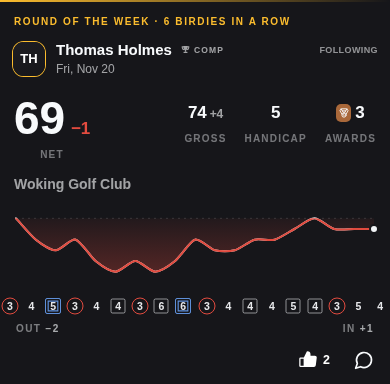 ROUND OF THE WEEK · 6 BIRDIES IN A ROW
TH
Thomas Holmes COMP
FOLLOWING
Fri, Nov 20
69 −1
NET
74 +4
GROSS
5
HANDICAP
3
AWARDS
Woking Golf Club
3 4 5 3 4 4 3 6 6 3 4 4 4 5 4 3 5 4
OUT −2
IN +1
2